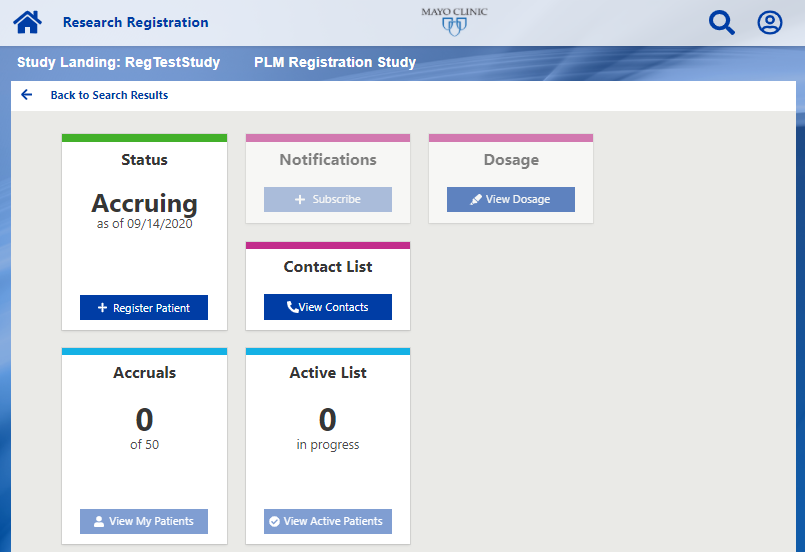 Research Registration
MAYO CLINIC
Study Landing: RegTestStudy PLM Registration Study
Back to Search Results
Status
Accruing
as of 09/14/2020
Register Patient
Notifications
Subscribe
Dosage
View Dosage
Contact List
View Contacts
Accruals
0
of 50
View My Patients
Active List
0
in progress
View Active Patients